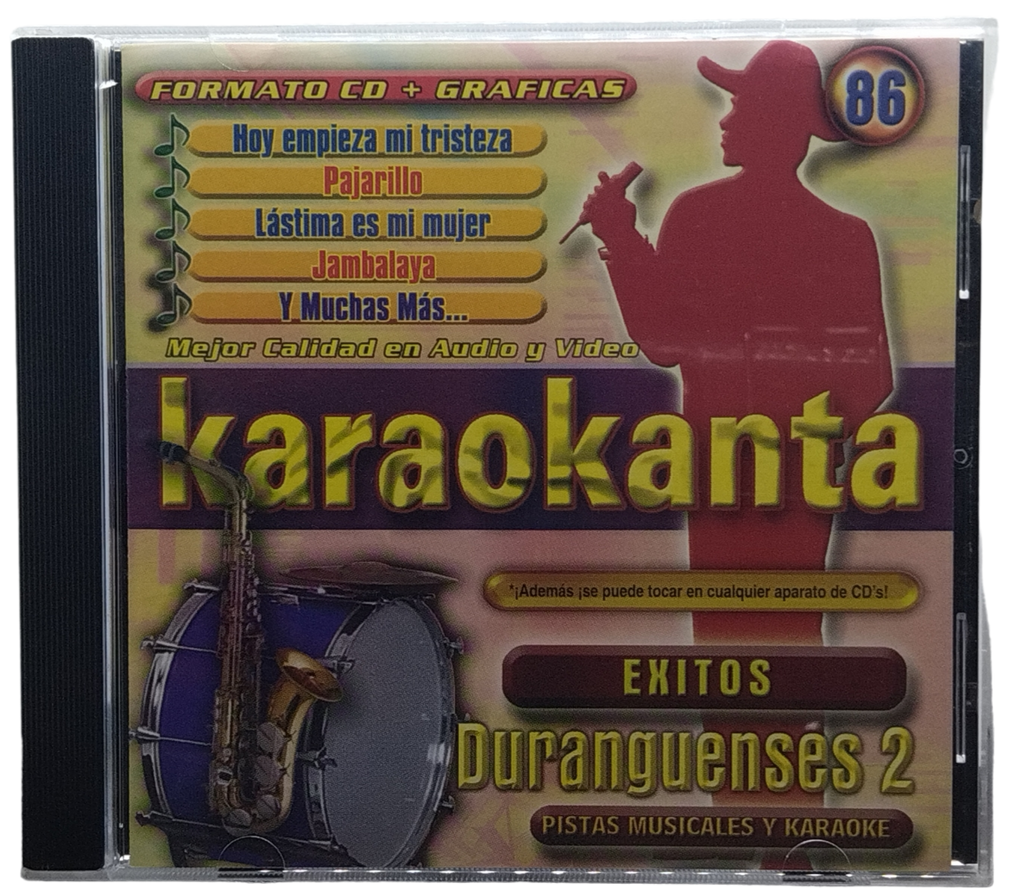 FORMATO CD + GRAFICAS
86
Hoy empieza mi tristeza
Pajarillo
Lástima es mi mujer
Jambalaya
Y Muchas Más...
Mejor Calidad en Audio y Video
karaokanta
*¡Además ¡se puede tocar en cualquier aparato de CD's!
EXITOS
Duranguenses 2
PISTAS MUSICALES Y KARAOKE